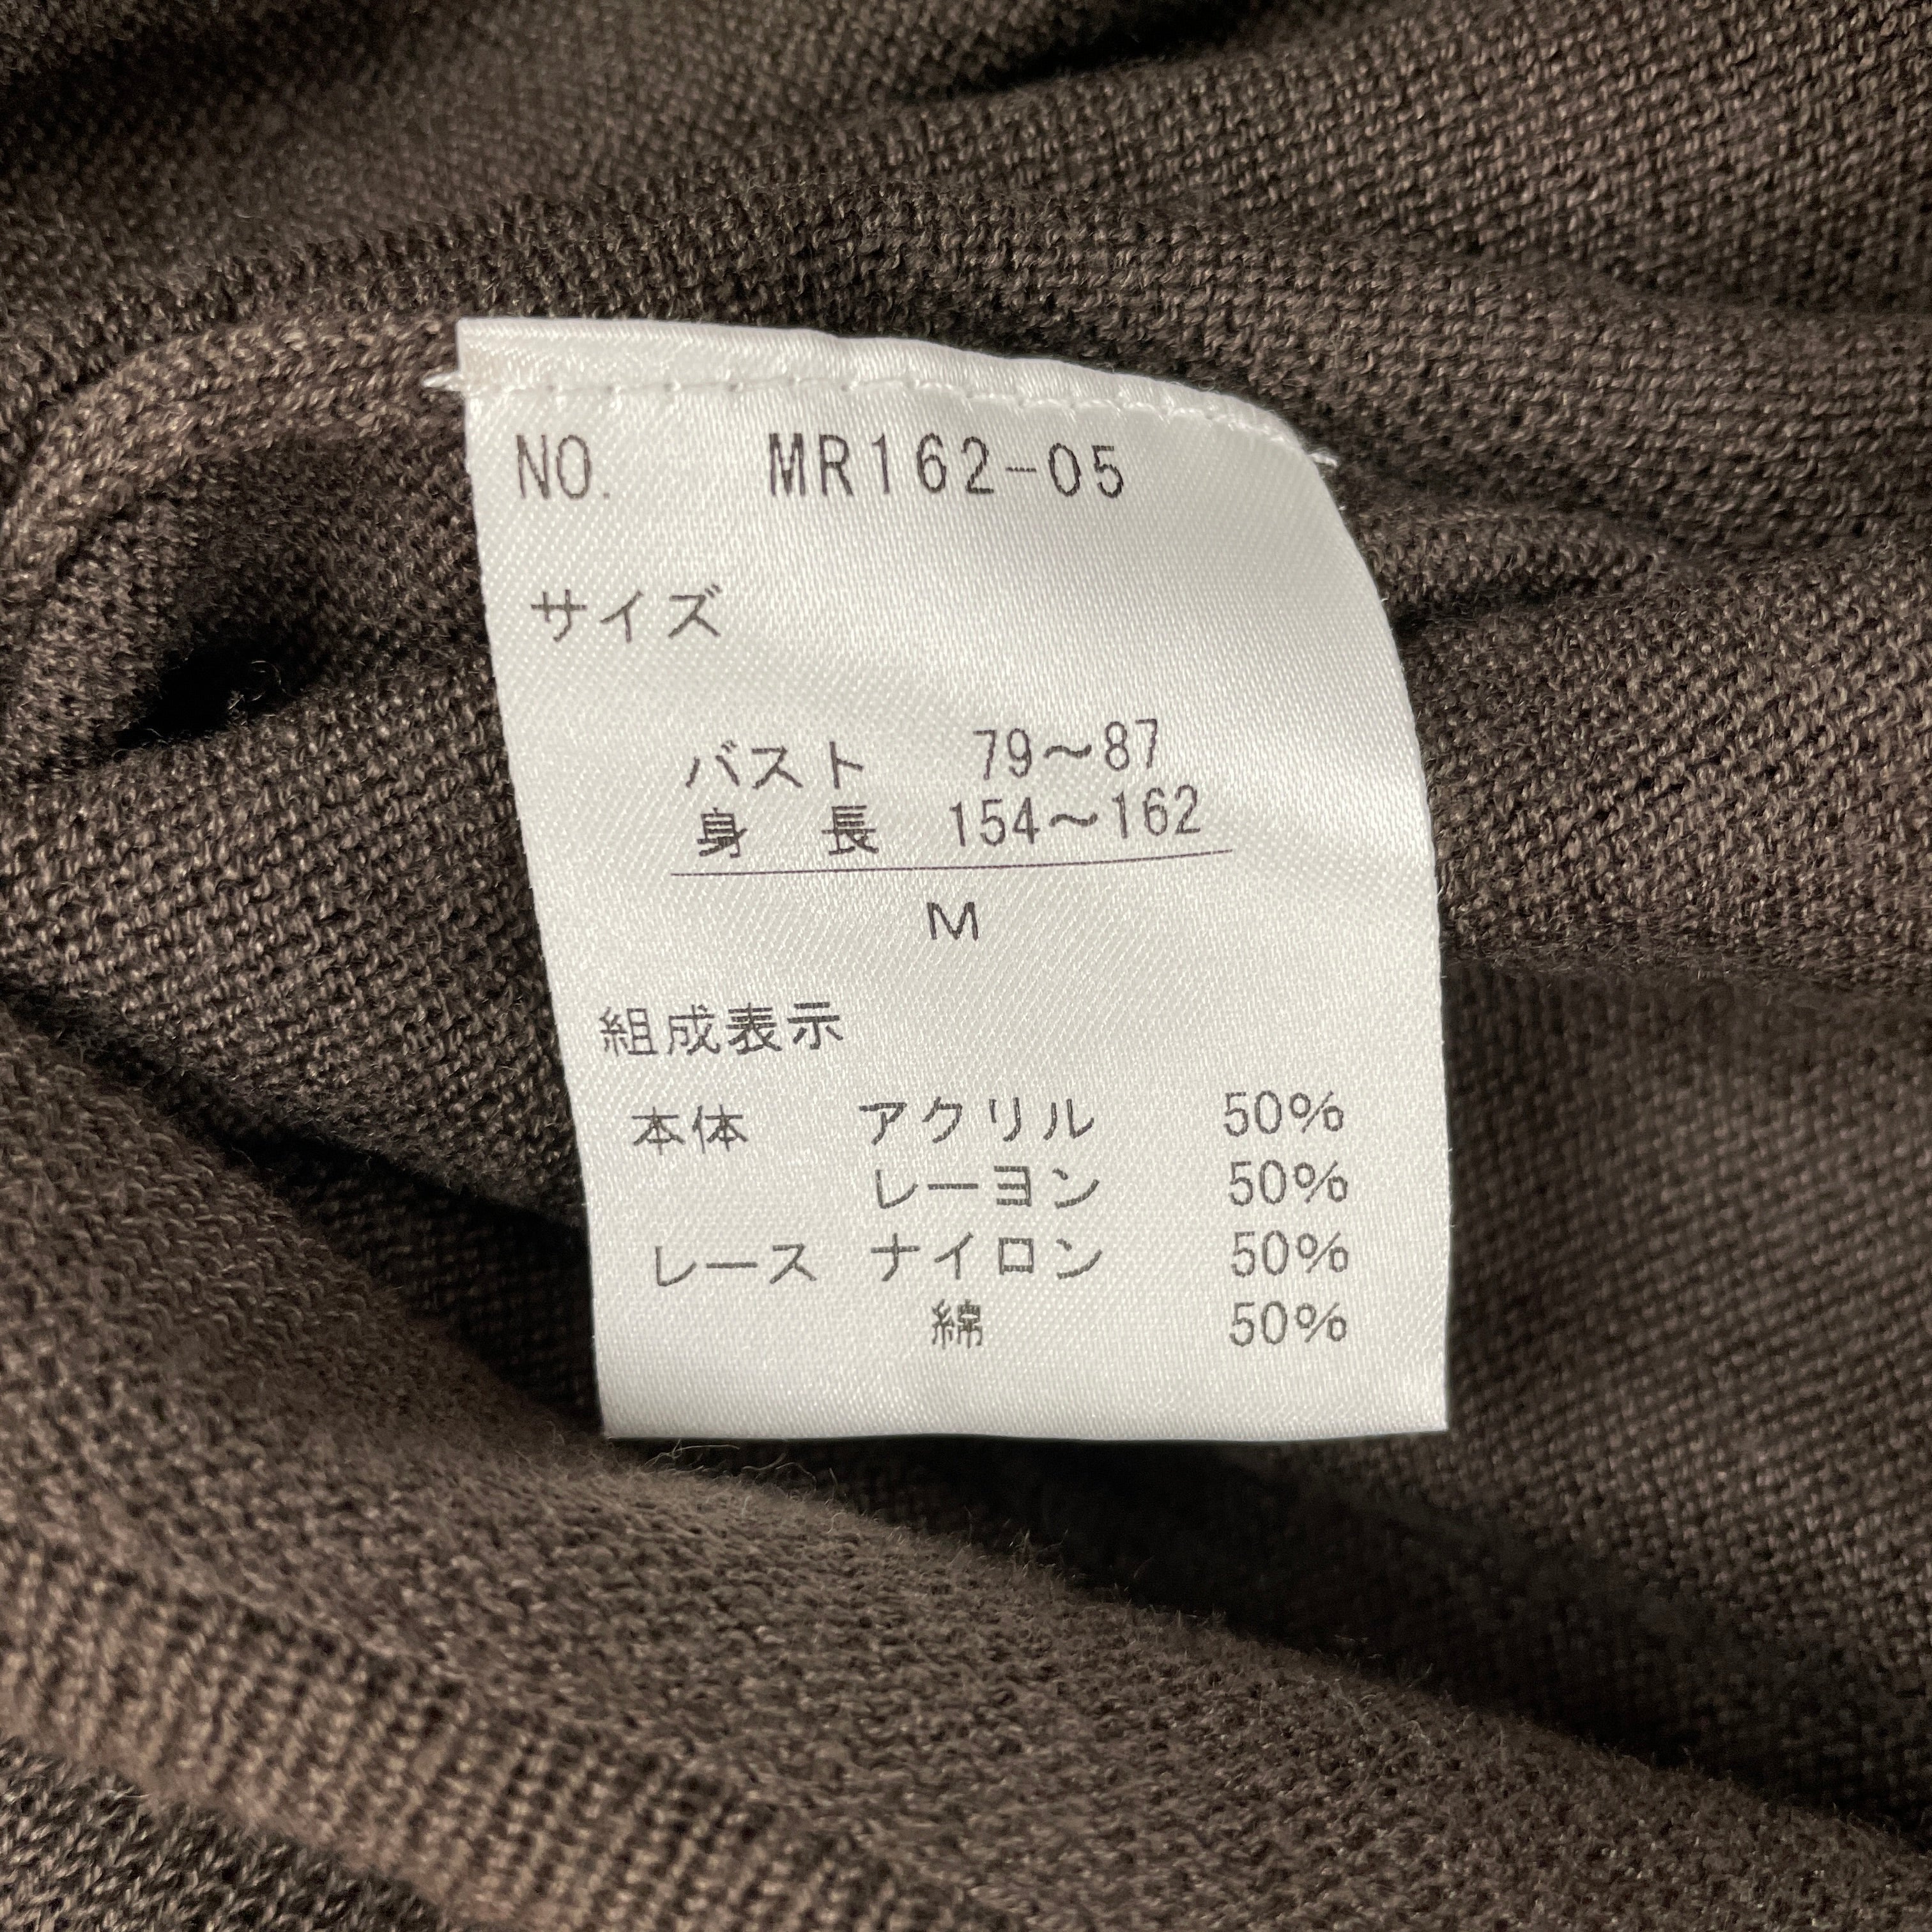 NO. MR162-05
サイズ
バスト 79～87
身長 154～162
M
組成表示
本体 アクリル 50%
レーヨン 50%
レース ナイロン 50%
綿 50%